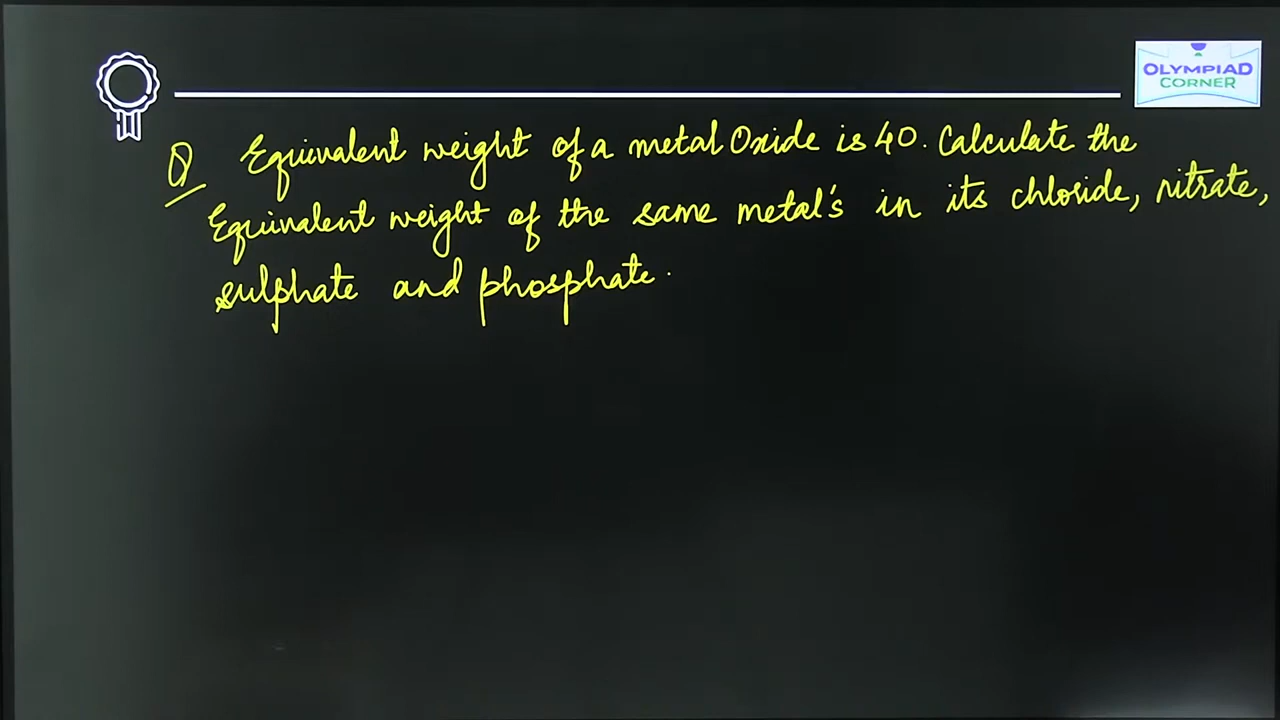 OLYMPIAD
CORNER
Q Equivalent weight of a metal Oxide is 40. Calculate the
Equivalent weight of the same metal's in its chloride, nitrate,
sulphate and phosphate.